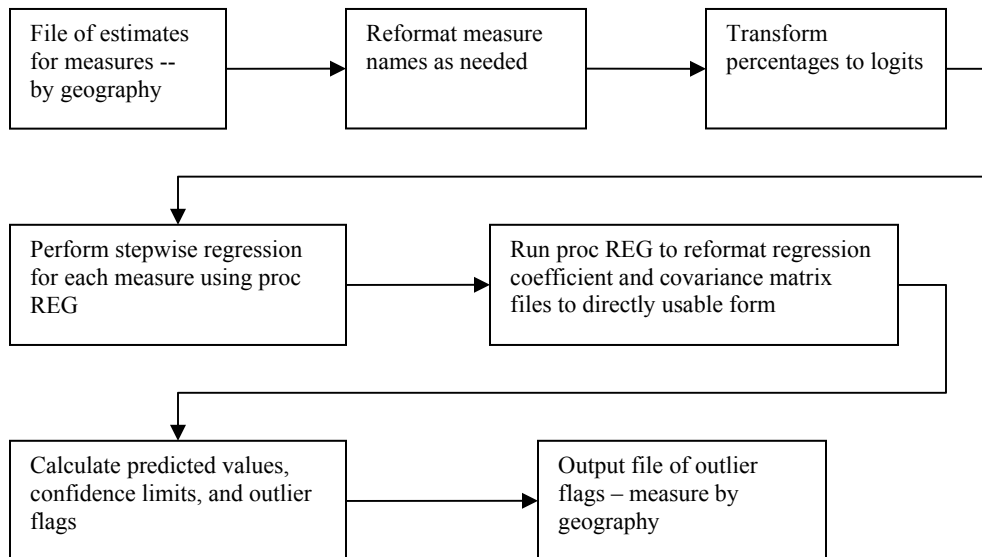 File of estimates
for measures --
by geography
Reformat measure
names as needed
Transform
percentages to logits
Perform stepwise regression
for each measure using proc
REG
Run proc REG to reformat regression
coefficient and covariance matrix
files to directly usable form
Calculate predicted values,
confidence limits, and outlier
flags
Output file of outlier
flags – measure by
geography